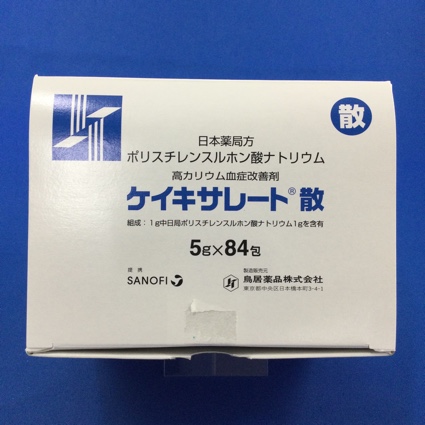 散
日本薬局方
ポリスチレンスルホン酸ナトリウム
高カリウム血症改善剤
ケイキサレート®散
組成：1g中日局ポリスチレンスルホン酸ナトリウム1gを含有
5g×84包
提携
SANOFI
製造販売元
鳥居薬品株式会社
東京都中央区日本橋本町3-4-1